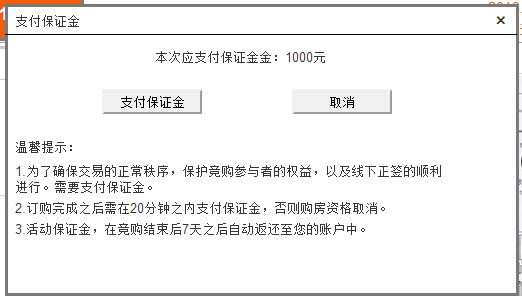 支付保证金
×
本次应支付保证金金：1000元
支付保证金
取消
温馨提示：
1.为了确保交易的正常秩序，保护竟购参与者的权益，以及线下正签的顺利
进行。需要支付保证金。
2.订购完成之后需在20分钟之内支付保证金，否则购房资格取消。
3.活动保证金，在竟购结束后7天之后自动返还至您的账户中。